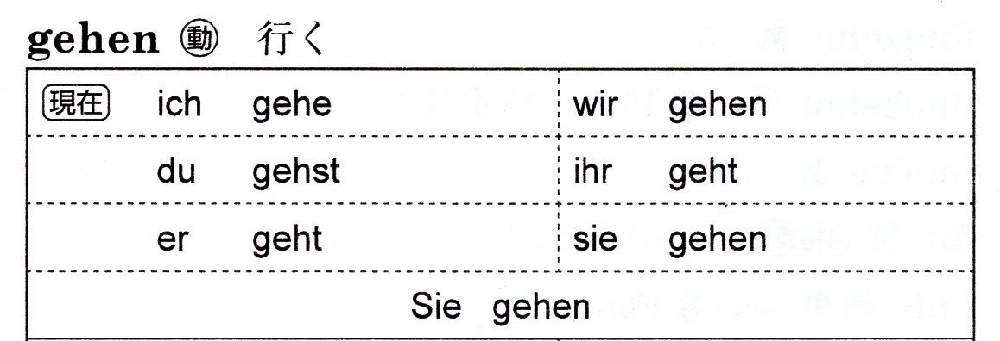 gehen 動 行く
現在 ich gehe wir gehen
du gehst ihr geht
er geht sie gehen
Sie gehen